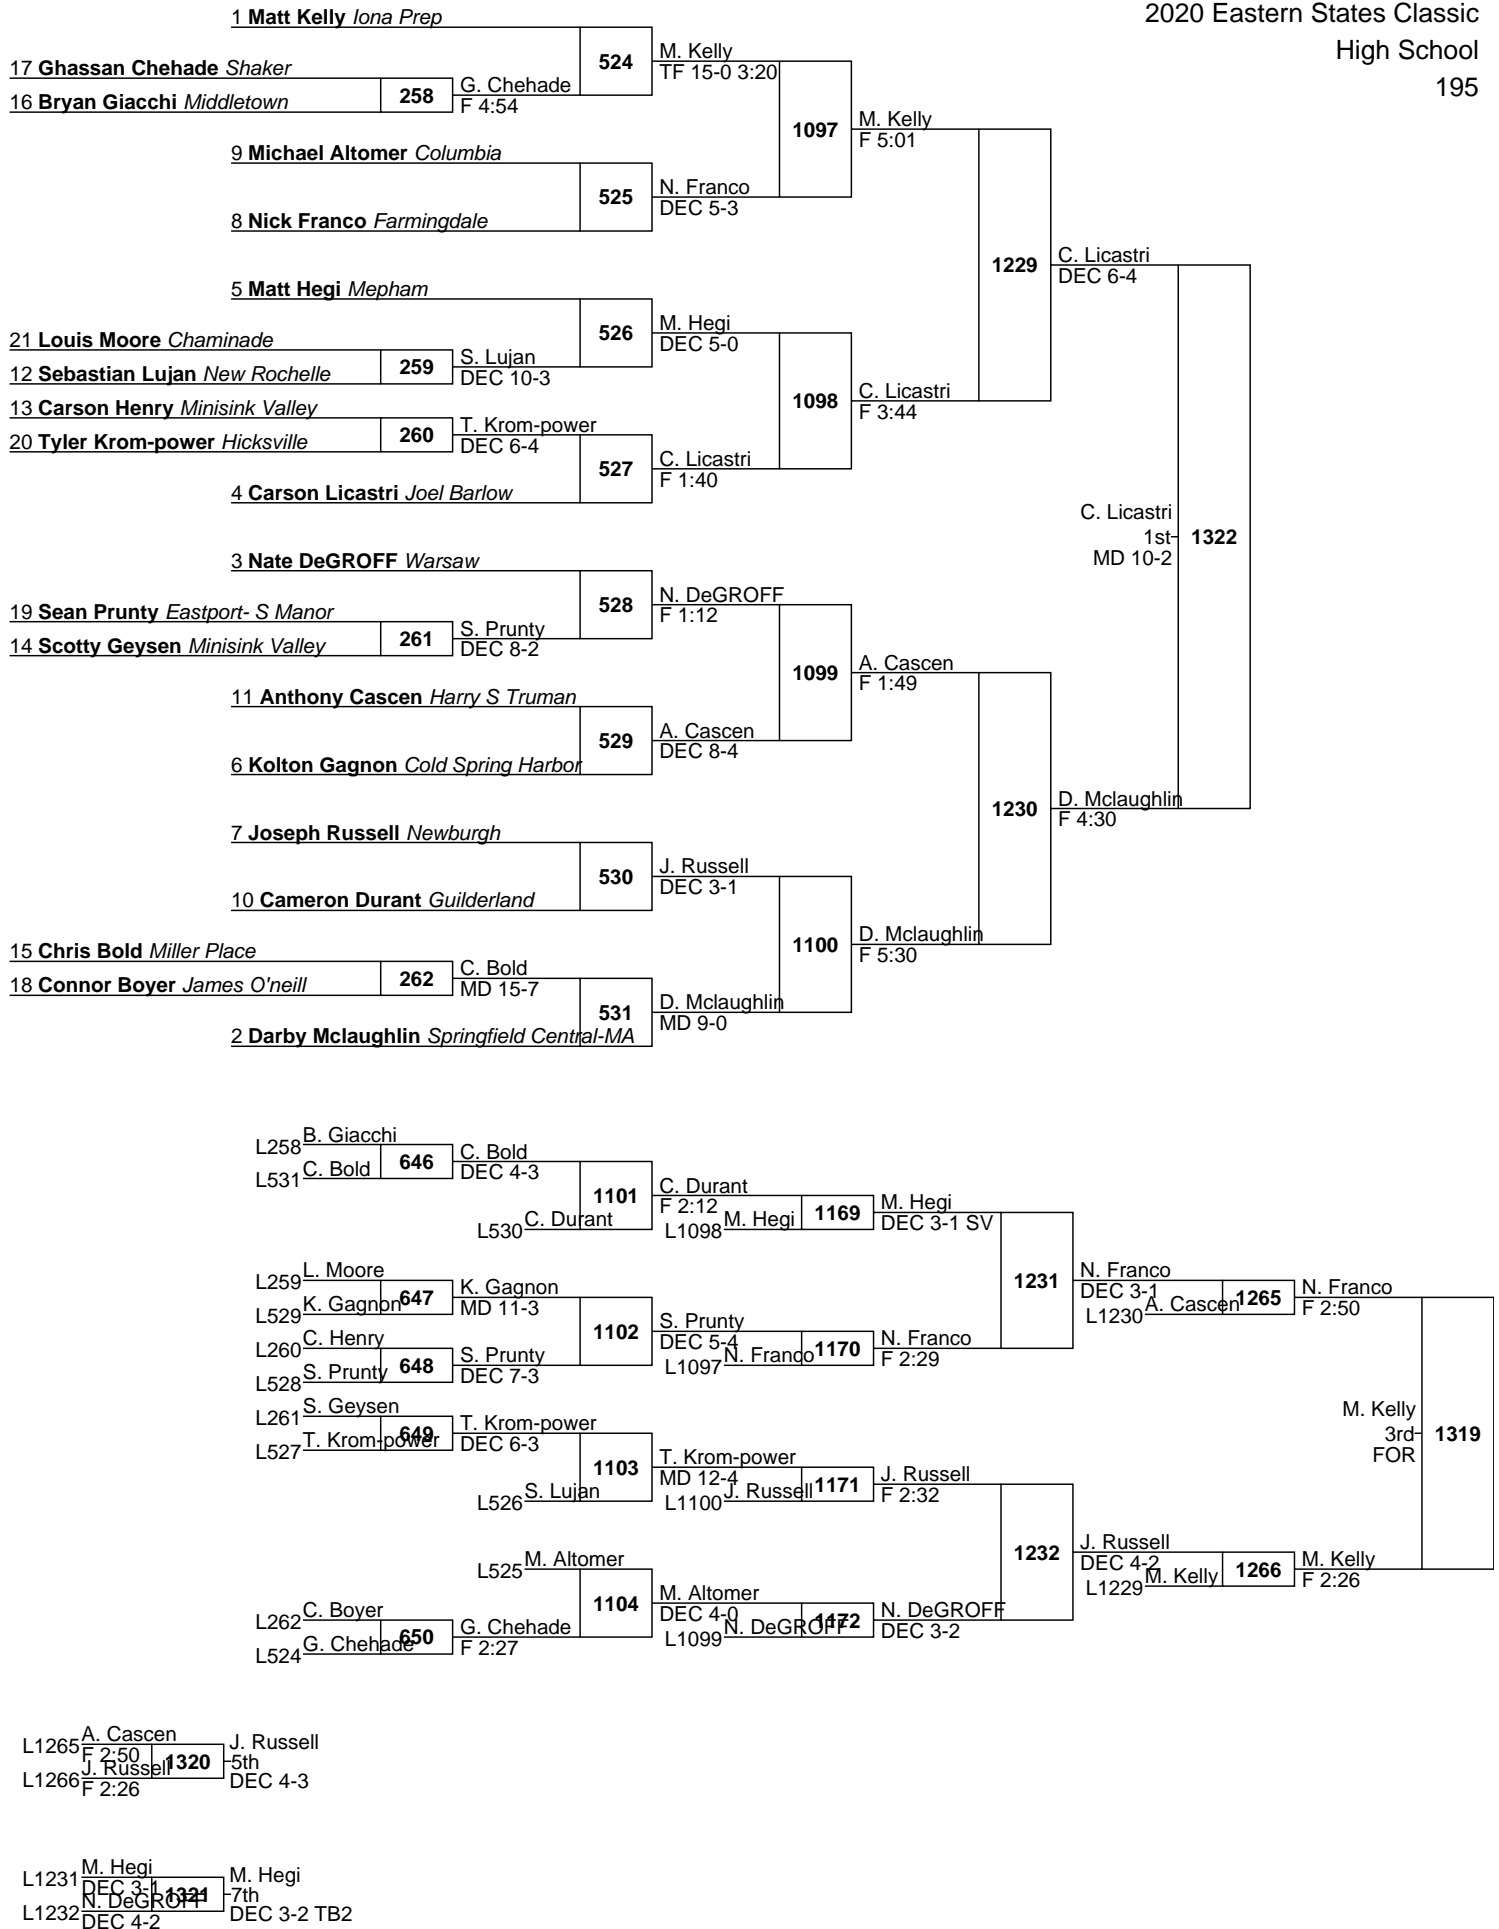 2020 Eastern States Classic
High School
195
1 Matt Kelly Iona Prep
524
M. Kelly
TF 15-0 3:20
17 Ghassan Chehade Shaker
258
G. Chehade
F 4:54
16 Bryan Giacchi Middletown
1097
M. Kelly
F 5:01
9 Michael Altomer Columbia
525
N. Franco
DEC 5-3
8 Nick Franco Farmingdale
1229
C. Licastri
DEC 6-4
5 Matt Hegi Mepham
526
M. Hegi
DEC 5-0
21 Louis Moore Chaminade
259
S. Lujan
DEC 10-3
12 Sebastian Lujan New Rochelle
1098
C. Licastri
F 3:44
13 Carson Henry Minisink Valley
260
T. Krom-power
DEC 6-4
20 Tyler Krom-power Hicksville
527
C. Licastri
F 1:40
4 Carson Licastri Joel Barlow
C. Licastri
1st
MD 10-2
1322
3 Nate DeGROFF Warsaw
528
N. DeGROFF
F 1:12
19 Sean Prunty Eastport- S Manor
261
S. Prunty
DEC 8-2
14 Scotty Geysen Minisink Valley
1099
A. Cascen
F 1:49
11 Anthony Cascen Harry S Truman
529
A. Cascen
DEC 8-4
6 Kolton Gagnon Cold Spring Harbor
1230
D. Mclaughlin
F 4:30
7 Joseph Russell Newburgh
530
J. Russell
DEC 3-1
10 Cameron Durant Guilderland
1100
D. Mclaughlin
F 5:30
15 Chris Bold Miller Place
262
C. Bold
MD 15-7
18 Connor Boyer James O'neill
531
D. Mclaughlin
MD 9-0
2 Darby Mclaughlin Springfield Central-MA
L258 B. Giacchi
646
C. Bold
DEC 4-3
L531 C. Bold
1101
C. Durant
F 2:12
L530 C. Durant
L1098 M. Hegi
1169
M. Hegi
DEC 3-1 SV
L259 L. Moore
647
K. Gagnon
MD 11-3
L529 K. Gagnon
1231
N. Franco
DEC 3-1
L1230 A. Cascen
1265
N. Franco
F 2:50
L260 C. Henry
648
S. Prunty
DEC 7-3
L528 S. Prunty
1102
S. Prunty
DEC 5-4
L1097 N. Franco
1170
N. Franco
F 2:29
L261 S. Geysen
649
T. Krom-power
DEC 6-3
L527 T. Krom-power
1103
T. Krom-power
MD 12-4
L526 S. Lujan
L1100 J. Russell
1171
J. Russell
F 2:32
M. Kelly
3rd
FOR
1319
L525 M. Altomer
1232
J. Russell
DEC 4-2
L1229 M. Kelly
1266
M. Kelly
F 2:26
1104
M. Altomer
DEC 4-0
L1099 N. DeGROFF
1172
N. DeGROFF
DEC 3-2
L262 C. Boyer
650
G. Chehade
F 2:27
L524 G. Chehade
L1265 A. Cascen
F 2:50
1320
J. Russell
5th
DEC 4-3
L1266 J. Russell
F 2:26
L1231 M. Hegi
DEC 3-1
1321
M. Hegi
7th
DEC 3-2 TB2
L1232 N. DeGROFF
DEC 4-2